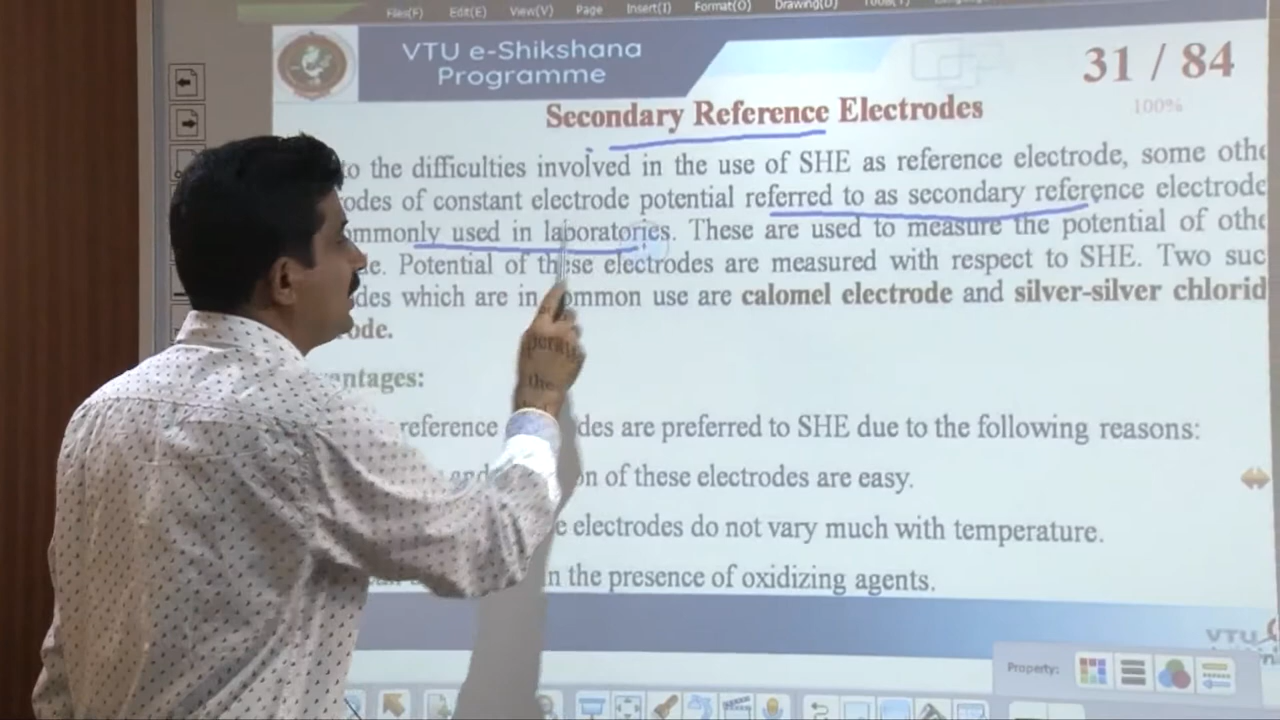 Files(F) Edit(E) View(V) Page Insert(I) Format(O) Drawing(D)
VTU e-Shikshana
Programme
31 / 84
100%
Secondary Reference Electrodes
to the difficulties involved in the use of SHE as reference electrode, some othe
odes of constant electrode potential referred to as secondary reference electrode
ommonly used in laboratories. These are used to measure the potential of othe
de. Potential of these electrodes are measured with respect to SHE. Two suc
des which are in common use are calomel electrode and silver-silver chlorid
ode.
antages:
reference des are preferred to SHE due to the following reasons:
and on of these electrodes are easy.
e electrodes do not vary much with temperature.
n the presence of oxidizing agents.
VTU
Property: